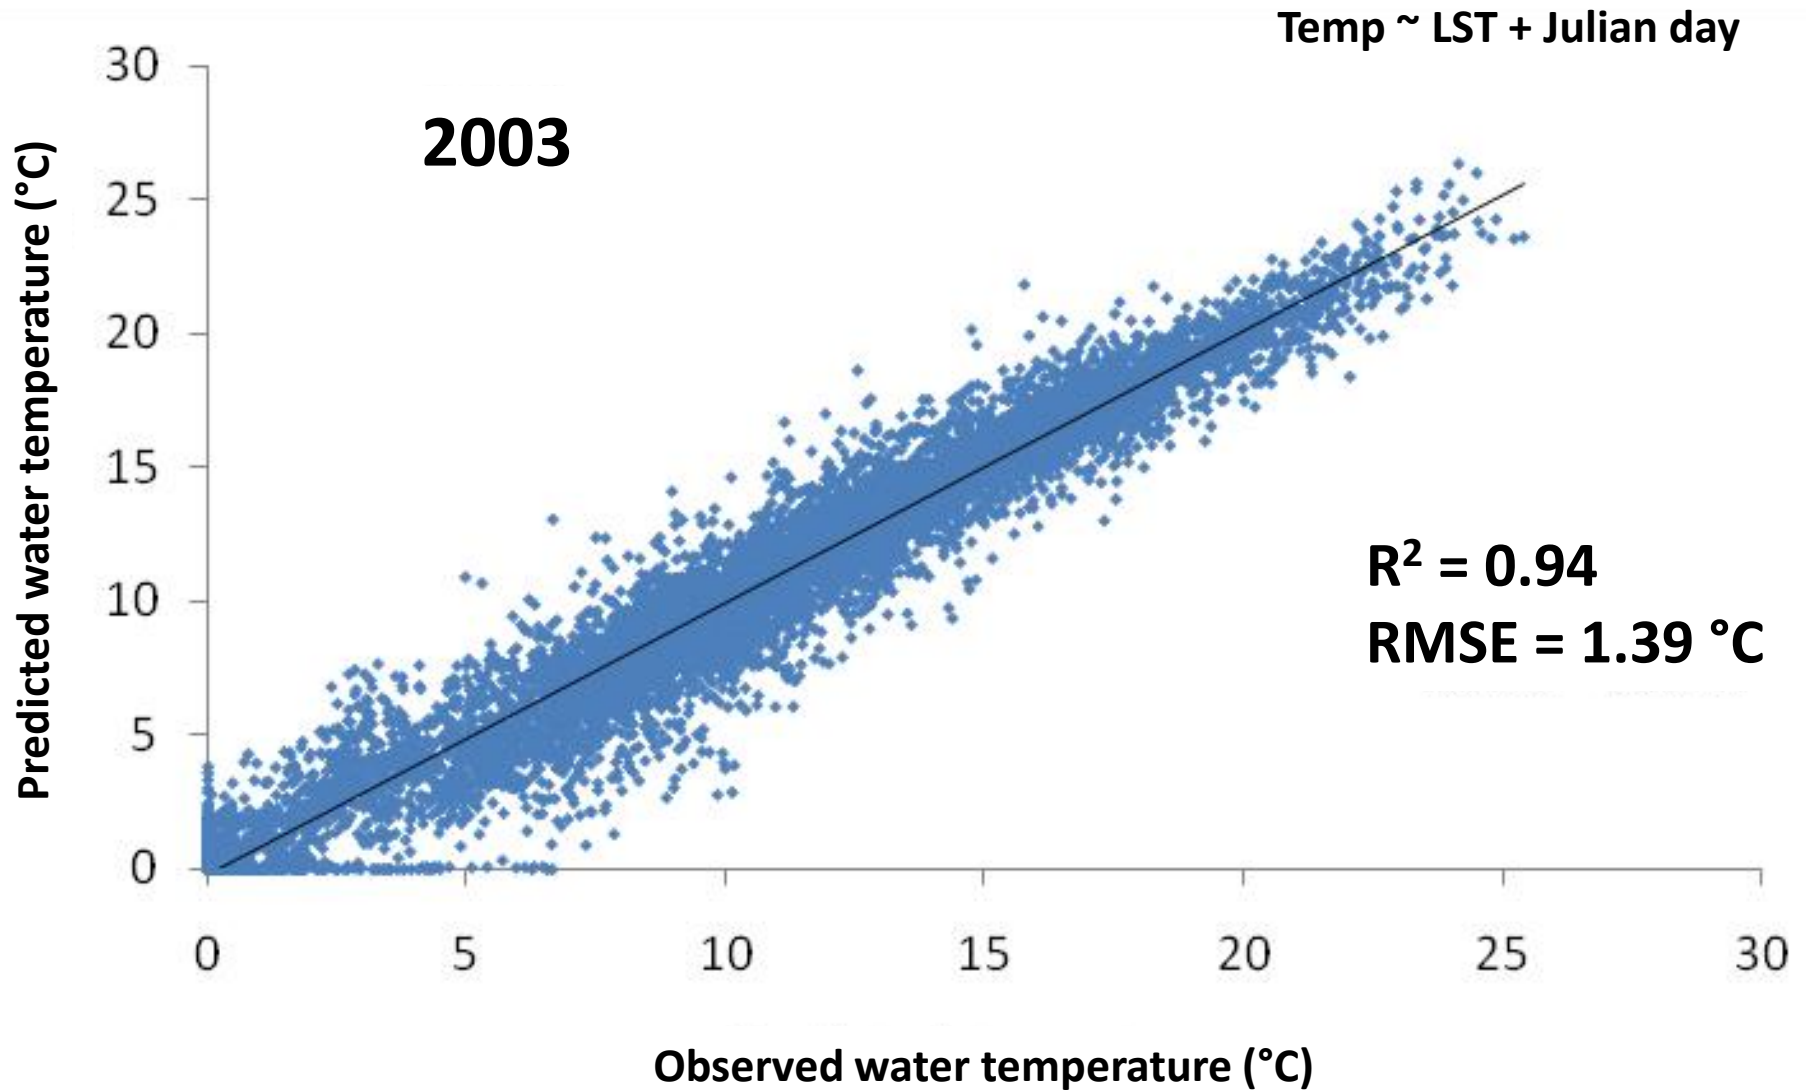 Temp ~ LST + Julian day
2003
Predicted water temperature (°C)
30
25
20
15
10
5
0
R² = 0.94
RMSE = 1.39 °C
0 5 10 15 20 25 30
Observed water temperature (°C)